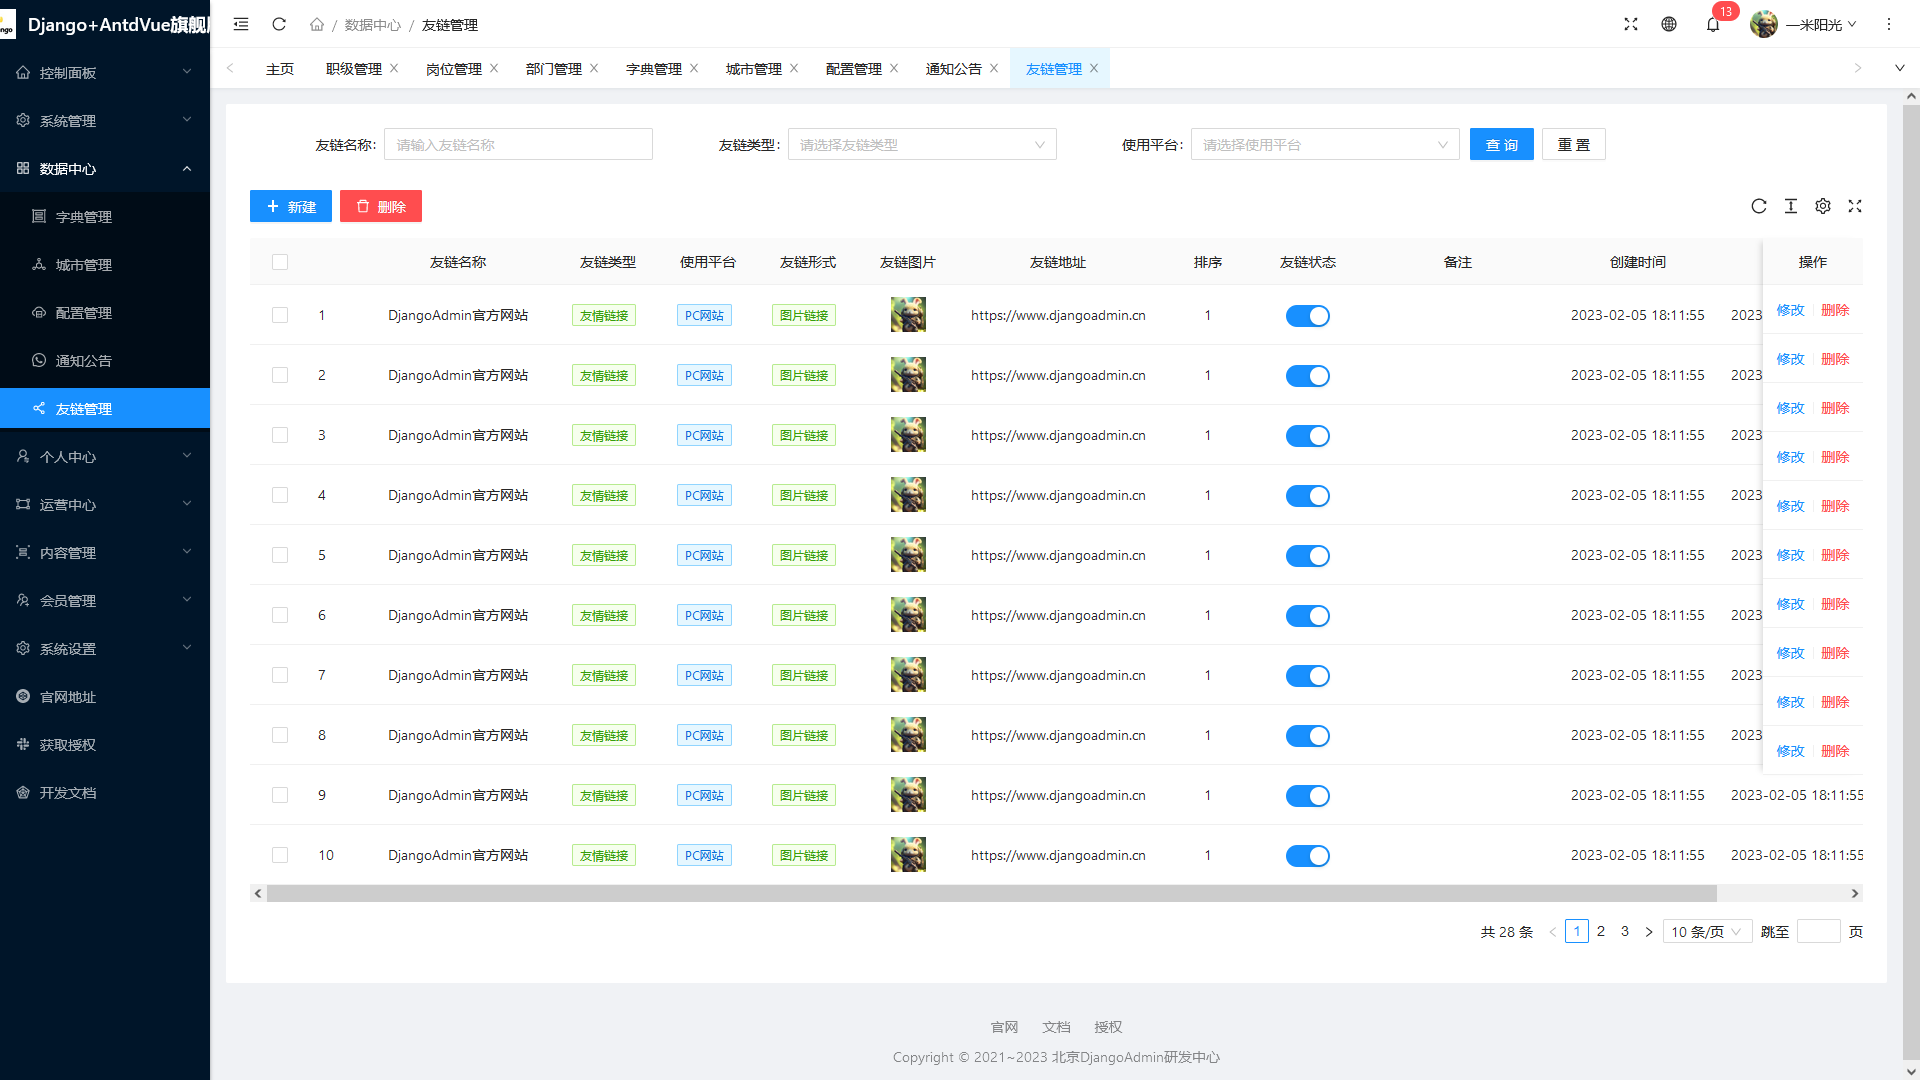 Django+AntdVue旗舰
控制面板
系统管理
数据中心
字典管理
城市管理
配置管理
通知公告
友链管理
个人中心
运营中心
内容管理
会员管理
系统设置
官网地址
获取授权
开发文档
/ 数据中心 / 友链管理
13
一米阳光
主页 职级管理 岗位管理 部门管理 字典管理 城市管理 配置管理 通知公告 友链管理
友链名称: 请输入友链名称 友链类型: 请选择友链类型 使用平台: 请选择使用平台 查 询 重 置
新建 删除
友链名称 友链类型 使用平台 友链形式 友链图片 友链地址 排序 友链状态 备注 创建时间 操作
1 DjangoAdmin官方网站 友情链接 PC网站 图片链接 https://www.djangoadmin.cn 1 2023-02-05 18:11:55 2023 修改 删除
2 DjangoAdmin官方网站 友情链接 PC网站 图片链接 https://www.djangoadmin.cn 1 2023-02-05 18:11:55 2023 修改 删除
3 DjangoAdmin官方网站 友情链接 PC网站 图片链接 https://www.djangoadmin.cn 1 2023-02-05 18:11:55 2023 修改 删除
4 DjangoAdmin官方网站 友情链接 PC网站 图片链接 https://www.djangoadmin.cn 1 2023-02-05 18:11:55 2023 修改 删除
5 DjangoAdmin官方网站 友情链接 PC网站 图片链接 https://www.djangoadmin.cn 1 2023-02-05 18:11:55 2023 修改 删除
6 DjangoAdmin官方网站 友情链接 PC网站 图片链接 https://www.djangoadmin.cn 1 2023-02-05 18:11:55 2023 修改 删除
7 DjangoAdmin官方网站 友情链接 PC网站 图片链接 https://www.djangoadmin.cn 1 2023-02-05 18:11:55 2023 修改 删除
8 DjangoAdmin官方网站 友情链接 PC网站 图片链接 https://www.djangoadmin.cn 1 2023-02-05 18:11:55 2023 修改 删除
9 DjangoAdmin官方网站 友情链接 PC网站 图片链接 https://www.djangoadmin.cn 1 2023-02-05 18:11:55 2023-02-05 18:11:55 修改 删除
10 DjangoAdmin官方网站 友情链接 PC网站 图片链接 https://www.djangoadmin.cn 1 2023-02-05 18:11:55 2023-02-05 18:11:55 修改 删除
共 28 条 1 2 3 10 条/页 跳至 页
官网 文档 授权
Copyright © 2021~2023 北京DjangoAdmin研发中心